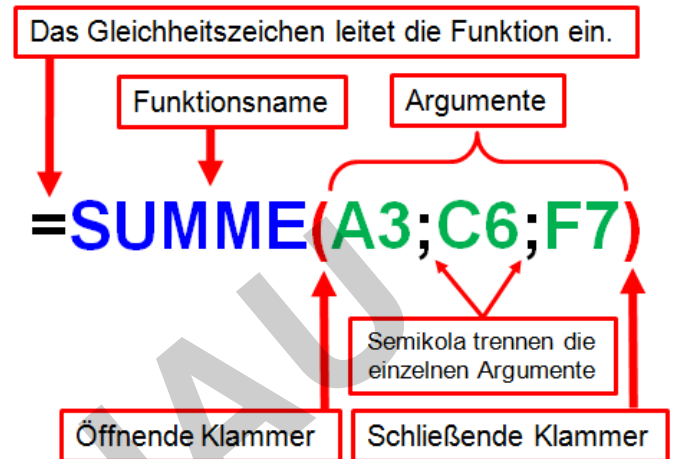 Das Gleichheitszeichen leitet die Funktion ein.
Funktionsname
Argumente
=SUMME(A3;C6;F7)
Semikola trennen die
einzelnen Argumente
Öffnende Klammer
Schließende Klammer